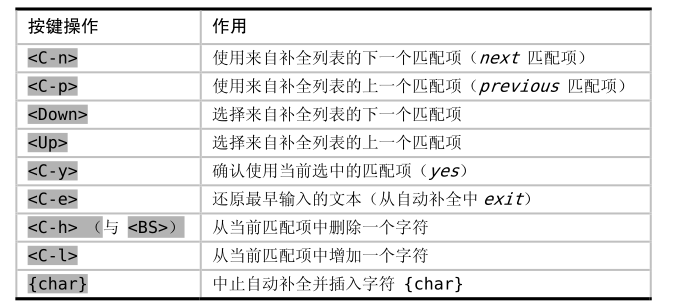 按键操作 作用
<C-n> 使用来自补全列表的下一个匹配项（next 匹配项）
<C-p> 使用来自补全列表的上一个匹配项（previous 匹配项）
<Down> 选择来自补全列表的下一个匹配项
<Up> 选择来自补全列表的上一个匹配项
<C-y> 确认使用当前选中的匹配项（yes）
<C-e> 还原最早输入的文本（从自动补全中 exit）
<C-h> （与 <BS>） 从当前匹配项中删除一个字符
<C-l> 从当前匹配项中增加一个字符
{char} 中止自动补全并插入字符 {char}